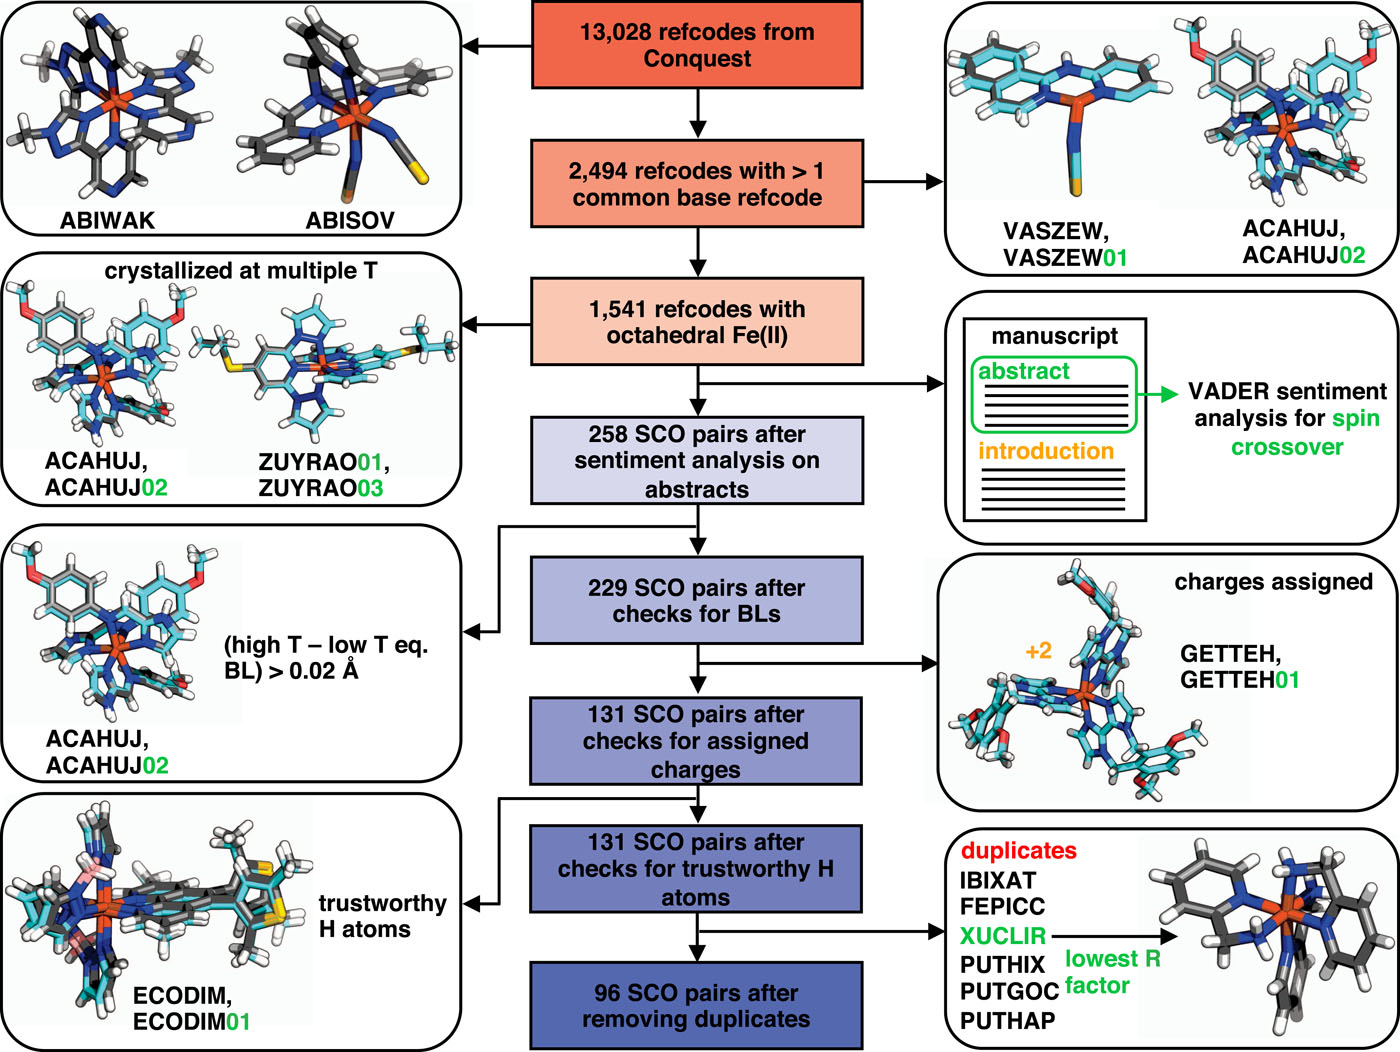 13,028 refcodes from
Conquest
ABIWAK
ABISOV
2,494 refcodes with > 1
common base refcode
VASZEW,
VASZEW01
ACAHUJ,
ACAHUJ02
crystallized at multiple T
ACAHUJ,
ACAHUJ02
ZUYRAO01,
ZUYRAO03
1,541 refcodes with
octahedral Fe(II)
manuscript
abstract
introduction
VADER sentiment
analysis for spin
crossover
258 SCO pairs after
sentiment analysis on
abstracts
229 SCO pairs after
checks for BLs
(high T – low T eq.
BL) > 0.02 Å
ACAHUJ,
ACAHUJ02
charges assigned
+2
GETTEH,
GETTEH01
131 SCO pairs after
checks for assigned
charges
131 SCO pairs after
checks for trustworthy H
atoms
trustworthy
H atoms
ECODIM,
ECODIM01
duplicates
IBIXAT
FEPICC
XUCLIR
PUTHIX
PUTGOC
PUTHAP
lowest R
factor
96 SCO pairs after
removing duplicates